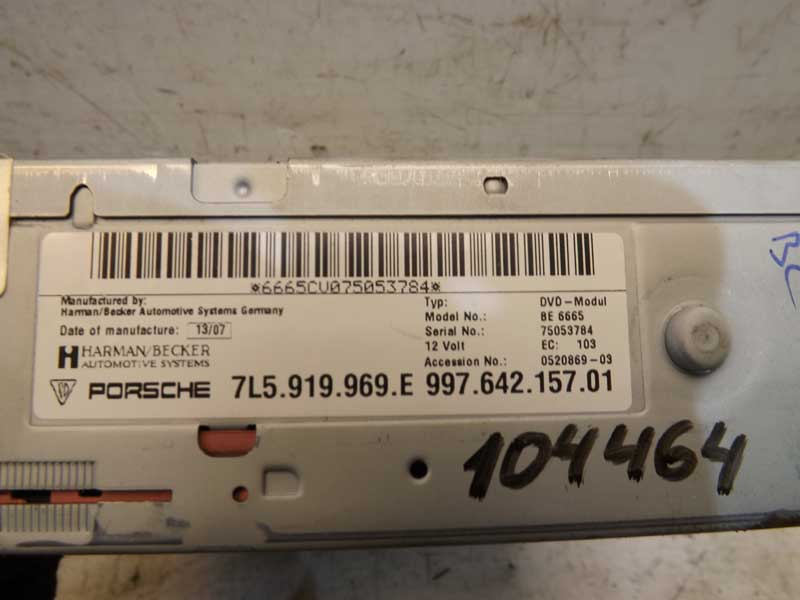 *6665CV075053784*
Manufactured by:
Harman/Becker Automotive Systems Germany
Date of manufacture: 13/07
HARMAN/BECKER
AUTOMOTIVE SYSTEMS
Typ: DVD-Modul
Model No.: BE 6665
Serial No.: 75053784
12 Volt EC: 103
Accession No.: 0520869-03
PORSCHE 7L5.919.969.E 997.642.157.01
104464